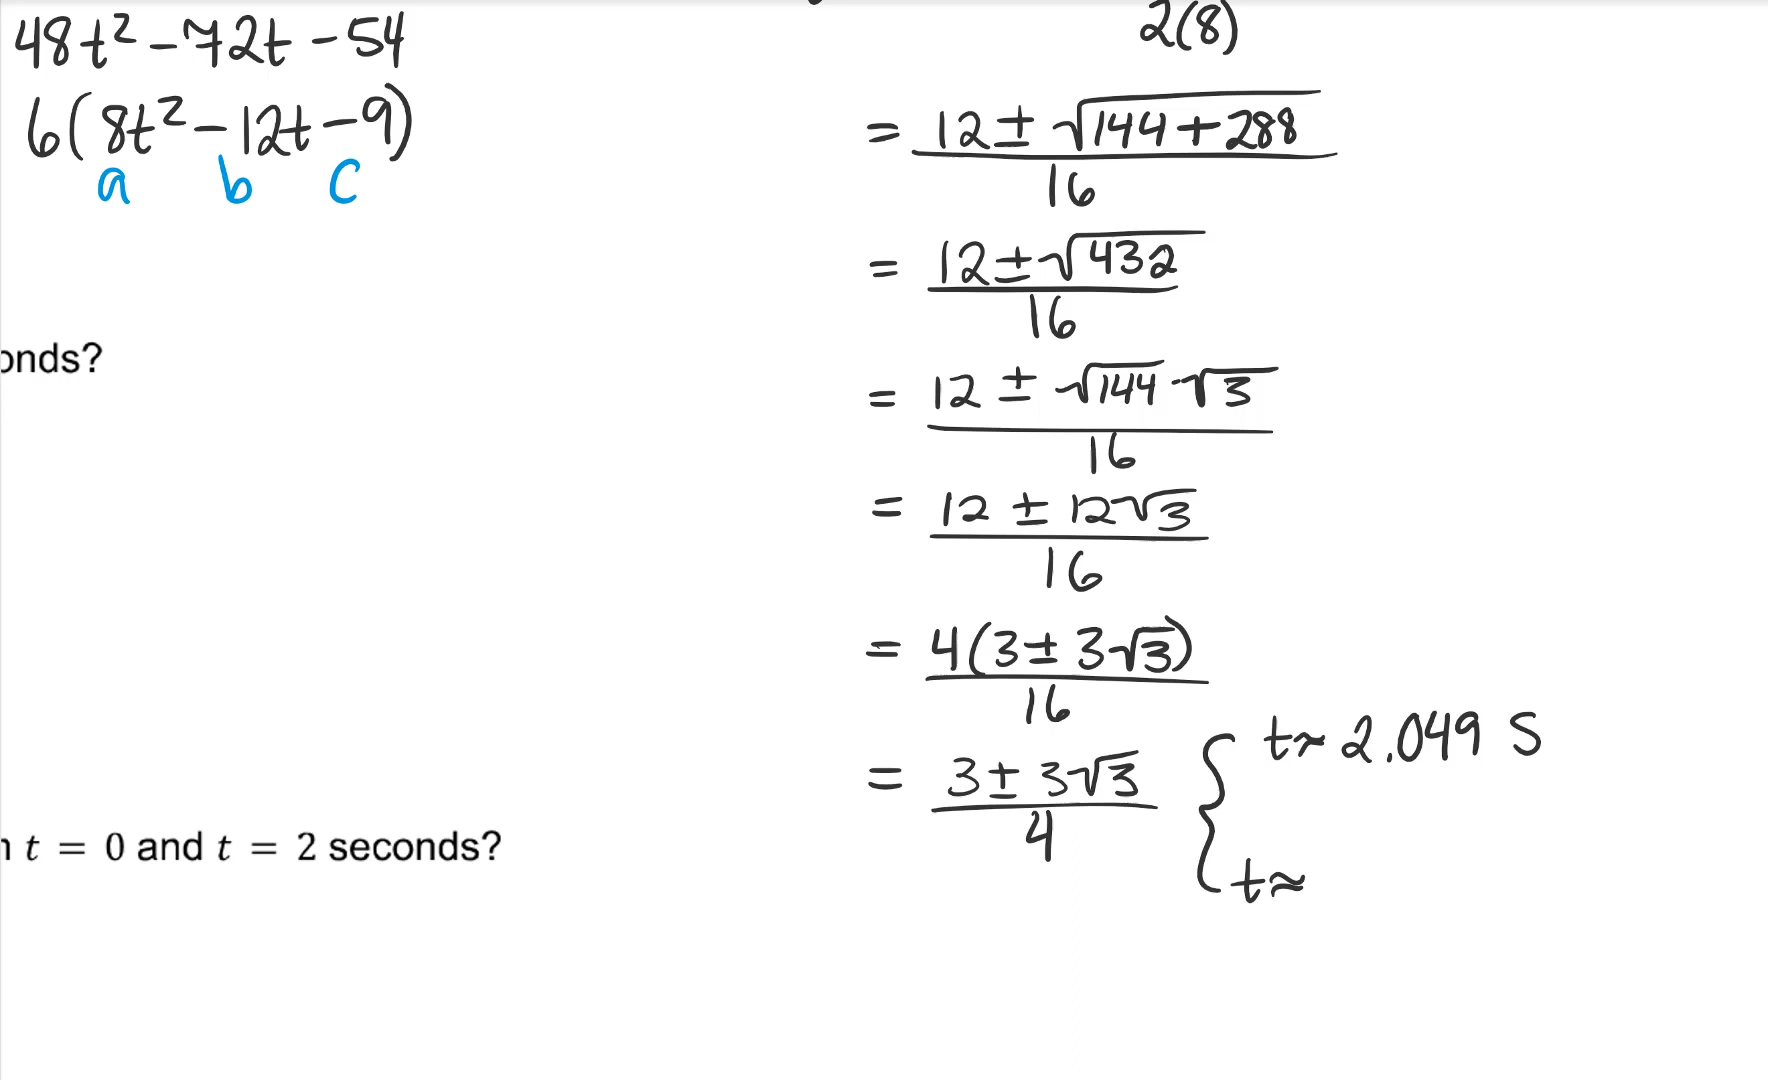 48t² - 72t - 54
6(8t² - 12t - 9)
a b c
onds?
t = 0 and t = 2 seconds?
2(8)
= 12 ± √144 + 288
16
= 12 ± √432
16
= 12 ± √144 · √3
16
= 12 ± 12√3
16
= 4(3 ± 3√3)
16
= 3 ± 3√3
4
t ≈ 2.049 s
t ≈